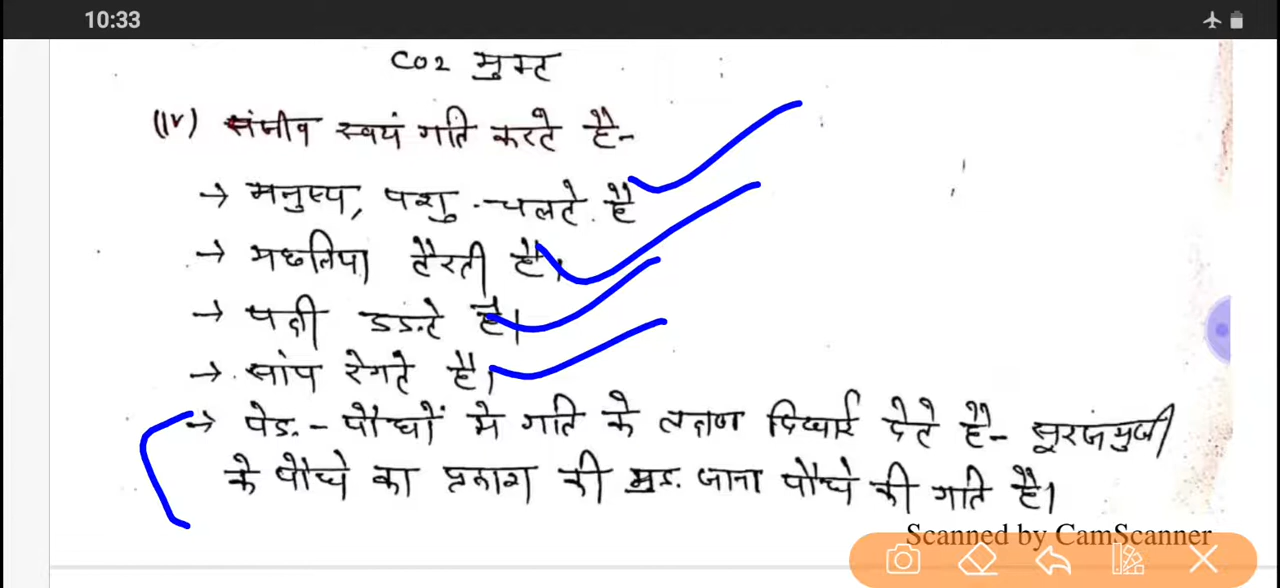 10:33
CO2 मुक्ट
(iv) संजीव स्वयं गति करते है-
→ मनुष्य, पशु - चलते है
→ मछलिया तैरती है।
→ पक्षी उड़ते है।
→ सांप रेगते है।
→ पेड़ - पौधों मे गति के लक्षण दिखाई देते है- सूरजमुखी
के पौधे का प्रकाश की मुड़ जाना पौधे की गति है।
Scanned by CamScanner